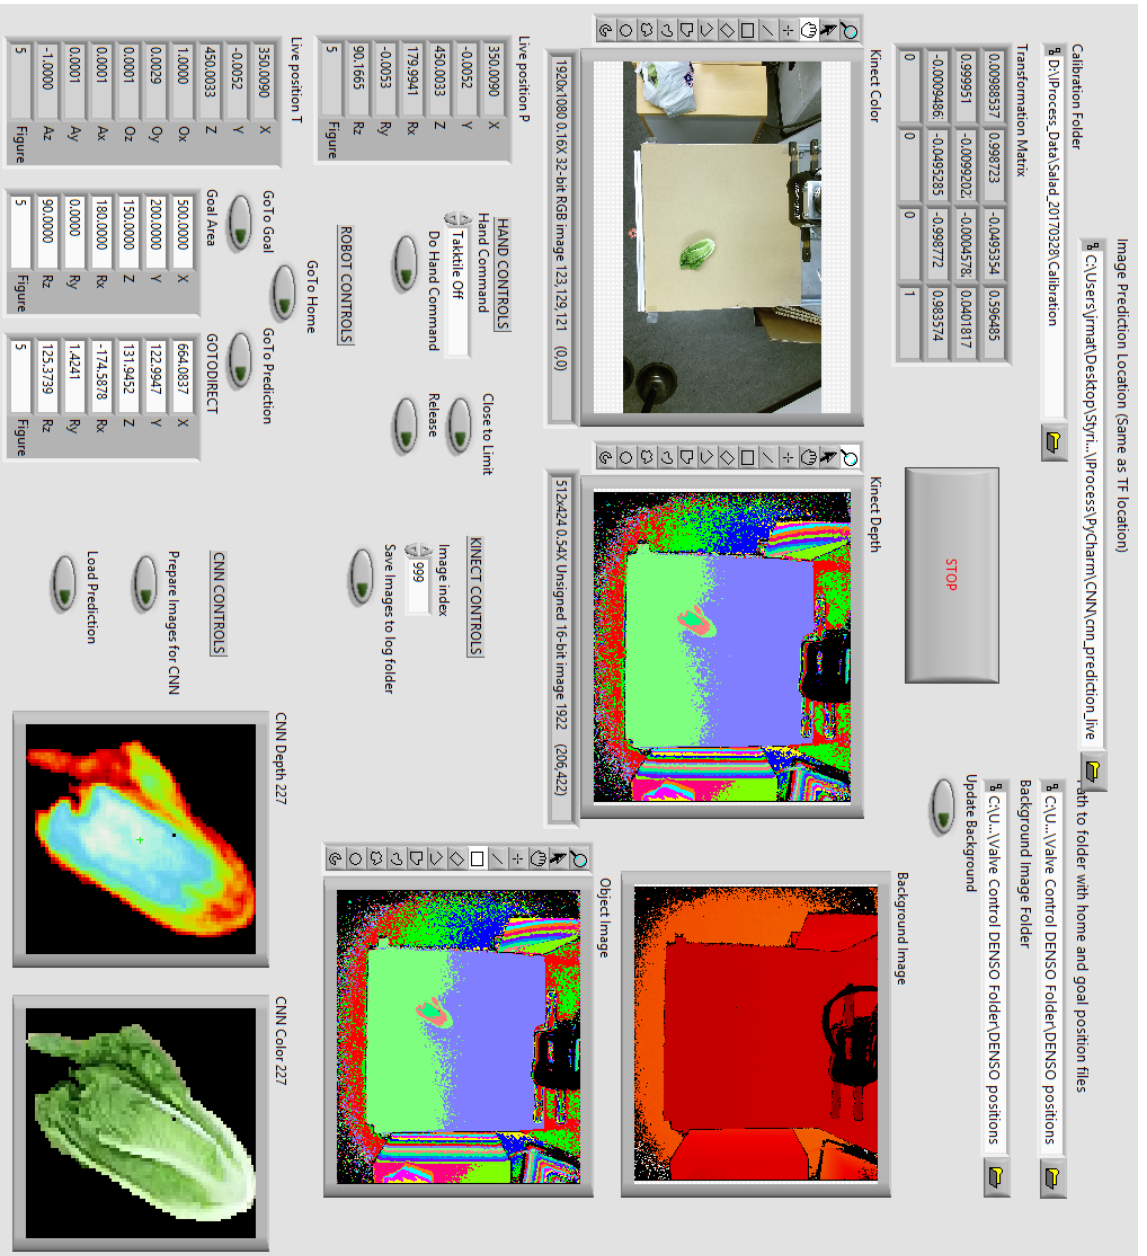 Image Prediction Location (Same as TF location)
C:\Users\jrmat\Desktop\Styri...\IProcess\PyCharm\CNN\cnn_prediction_live
Calibration Folder
D:\IProcess_Data\Salad_20170328\Calibration
ath to folder with home and goal position files
C:\U...\Valve Control DENSO Folder\DENSO positions
Background Image Folder
C:\U...\Valve Control DENSO Folder\DENSO positions
Update Background
Transformation Matrix
0.00988537 0.998723 -0.0495354 0.596485
0.999951 -0.0099202 -0.0004578 0.0401817
-0.0009486 -0.0495285 -0.998772 0.983574
0 0 0 1
STOP
Kinect Color
1920x1080 0.16X 32-bit RGB image 123,129,121 (0,0)
Kinect Depth
512x424 0.54X Unsigned 16-bit image 1922 (206,422)
Background Image
Object Image
Live position P
350.0090 X
-0.0052 Y
450.0033 Z
179.9941 Rx
-0.0053 Ry
90.1665 Rz
5 Figure
HAND CONTROLS
Hand Command
Takktile Off
Do Hand Command
Close to Limit
Release
KINECT CONTROLS
Image index
999
Save Images to log folder
ROBOT CONTROLS
GoTo Home
GoTo Goal
GoTo Prediction
Live position T
350.0090 X
-0.0052 Y
450.0033 Z
1.0000 Ox
0.0029 Oy
0.0001 Oz
0.0001 Ax
0.0001 Ay
-1.0000 Az
5 Figure
Goal Area
500.0000 X
200.0000 Y
150.0000 Z
180.0000 Rx
0.0000 Ry
90.0000 Rz
5 Figure
GOTODIRECT
664.0837 X
122.9947 Y
131.9452 Z
-174.5878 Rx
1.4241 Ry
125.3739 Rz
5 Figure
CNN CONTROLS
Prepare Images for CNN
Load Prediction
CNN Depth 227
CNN Color 227